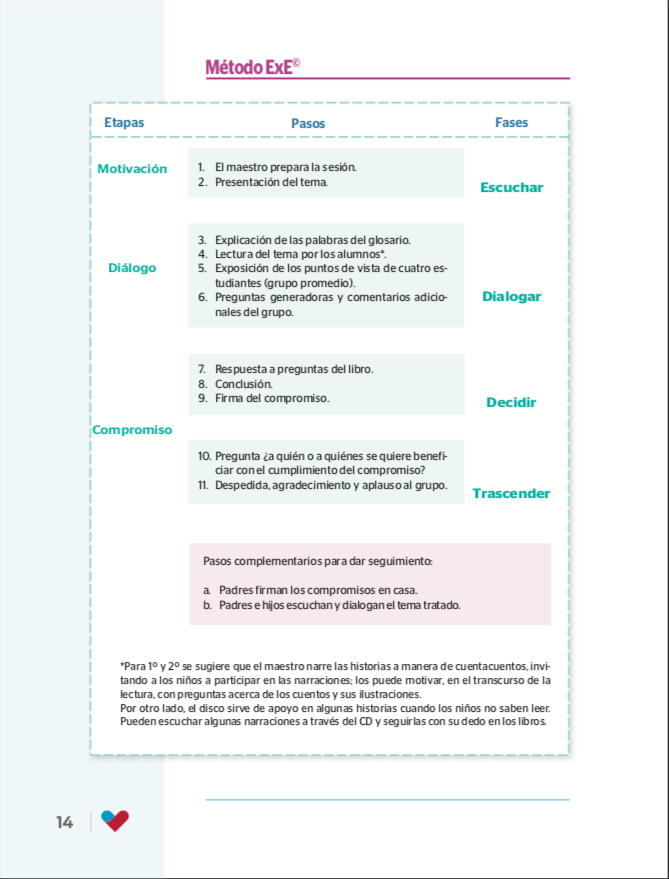 Método ExE©
Etapas Pasos Fases
Motivación
1. El maestro prepara la sesión.
2. Presentación del tema.
Escuchar
Diálogo
3. Explicación de las palabras del glosario.
4. Lectura del tema por los alumnos*.
5. Exposición de los puntos de vista de cuatro es-
tudiantes (grupo promedio).
6. Preguntas generadoras y comentarios adicio-
nales del grupo.
Dialogar
7. Respuesta a preguntas del libro.
8. Conclusión.
9. Firma del compromiso.
Decidir
Compromiso
10. Pregunta ¿a quién o a quiénes se quiere benefi-
ciar con el cumplimiento del compromiso?
11. Despedida, agradecimiento y aplauso al grupo.
Trascender
Pasos complementarios para dar seguimiento:
a. Padres firman los compromisos en casa.
b. Padres e hijos escuchan y dialogan el tema tratado.
*Para 1º y 2º se sugiere que el maestro narre las historias a manera de cuentacuentos, invi-
tando a los niños a participar en las narraciones; los puede motivar, en el transcurso de la
lectura, con preguntas acerca de los cuentos y sus ilustraciones.
Por otro lado, el disco sirve de apoyo en algunas historias cuando los niños no saben leer.
Pueden escuchar algunas narraciones a través del CD y seguirlas con su dedo en los libros.
14